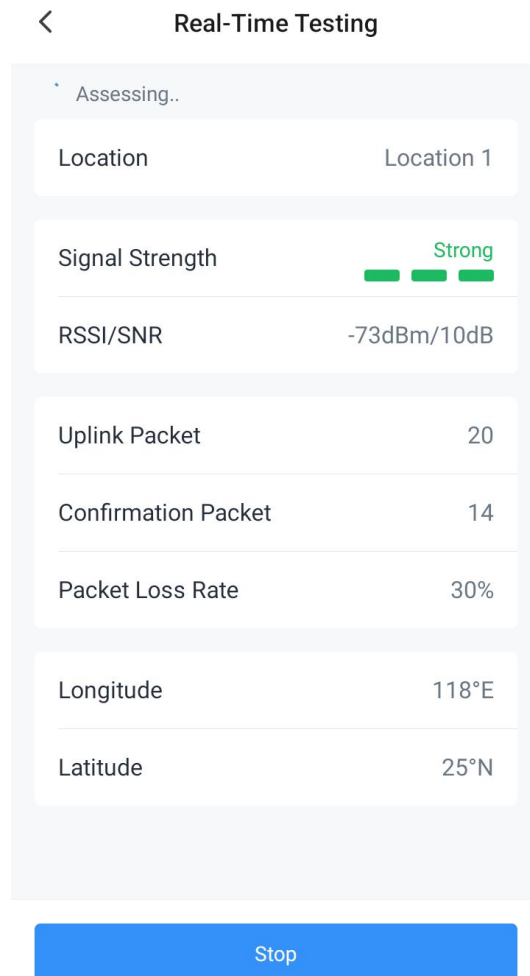 Real-Time Testing
Assessing..
Location Location 1
Strong
Signal Strength
RSSI/SNR -73dBm/10dB
Uplink Packet 20
Confirmation Packet 14
Packet Loss Rate 30%
Longitude 118°E
Latitude 25°N
Stop